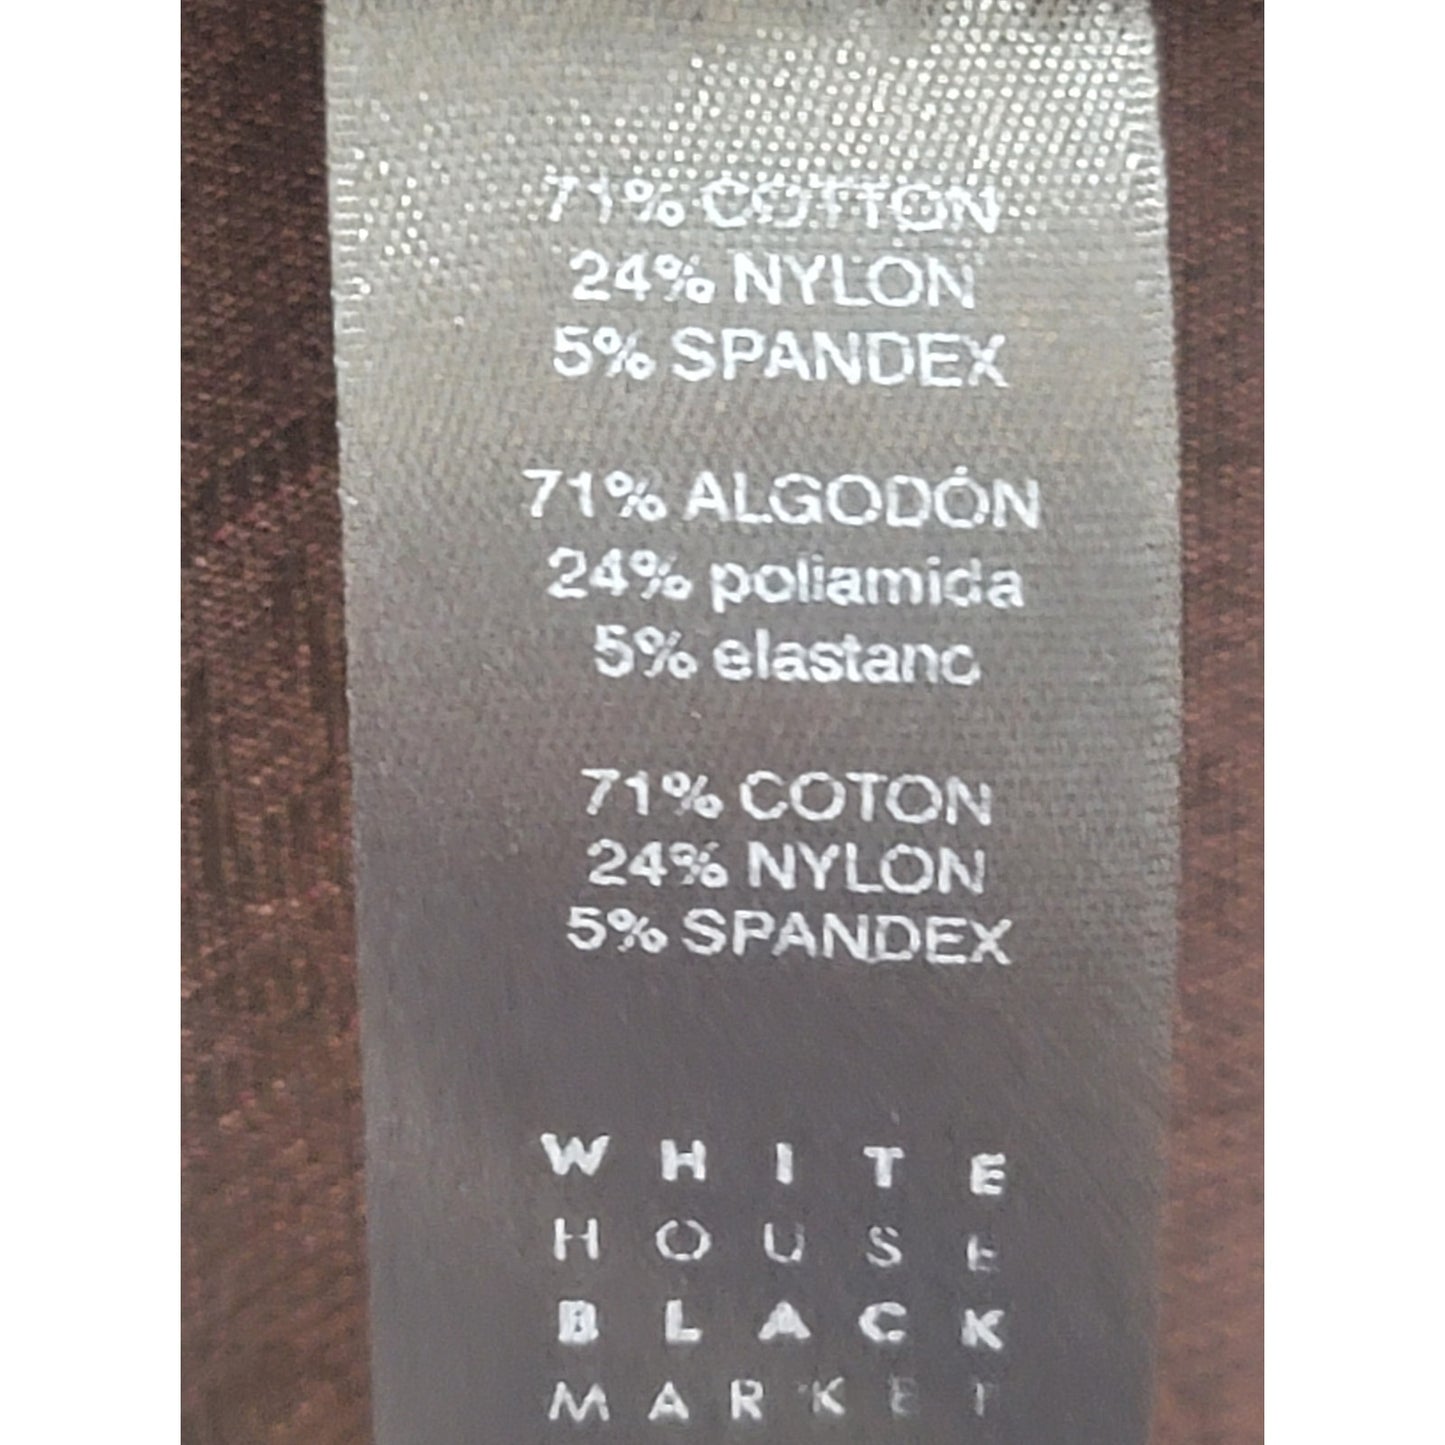 71% COTTON
24% NYLON
5% SPANDEX
71% ALGODÓN
24% poliamida
5% elastano
71% COTON
24% NYLON
5% SPANDEX
WHITE
HOUSE
BLACK
MARKET